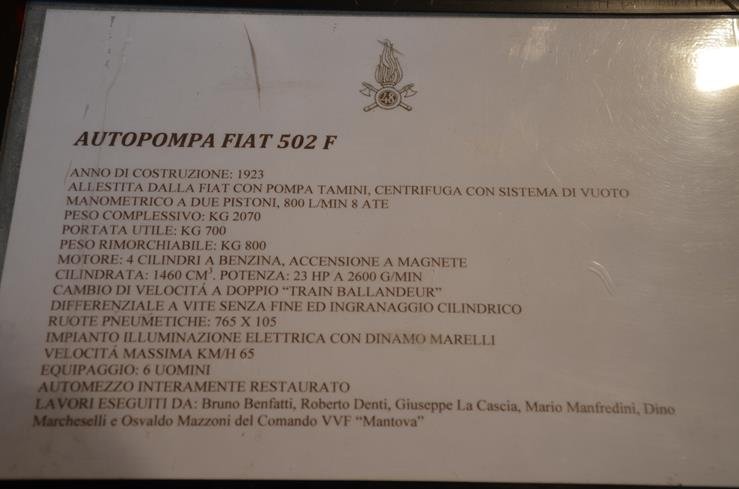 48
AUTOPOMPA FIAT 502 F
ANNO DI COSTRUZIONE: 1923
ALLESTITA DALLA FIAT CON POMPA TAMINI, CENTRIFUGA CON SISTEMA DI VUOTO
MANOMETRICO A DUE PISTONI, 800 L/MIN 8 ATE
PESO COMPLESSIVO: KG 2070
PORTATA UTILE: KG 700
PESO RIMORCHIABILE: KG 800
MOTORE: 4 CILINDRI A BENZINA, ACCENSIONE A MAGNETE
CILINDRATA: 1460 CM³. POTENZA: 23 HP A 2600 G/MIN
CAMBIO DI VELOCITÁ A DOPPIO “TRAIN BALLANDEUR”
DIFFERENZIALE A VITE SENZA FINE ED INGRANAGGIO CILINDRICO
RUOTE PNEUMETICHE: 765 X 105
IMPIANTO ILLUMINAZIONE ELETTRICA CON DINAMO MARELLI
VELOCITÁ MASSIMA KM/H 65
EQUIPAGGIO: 6 UOMINI
AUTOMEZZO INTERAMENTE RESTAURATO
LAVORI ESEGUITI DA: Bruno Benfatti, Roberto Denti, Giuseppe La Cascia, Mario Manfredini, Dino
Marcheselli e Osvaldo Mazzoni del Comando VVF “Mantova”